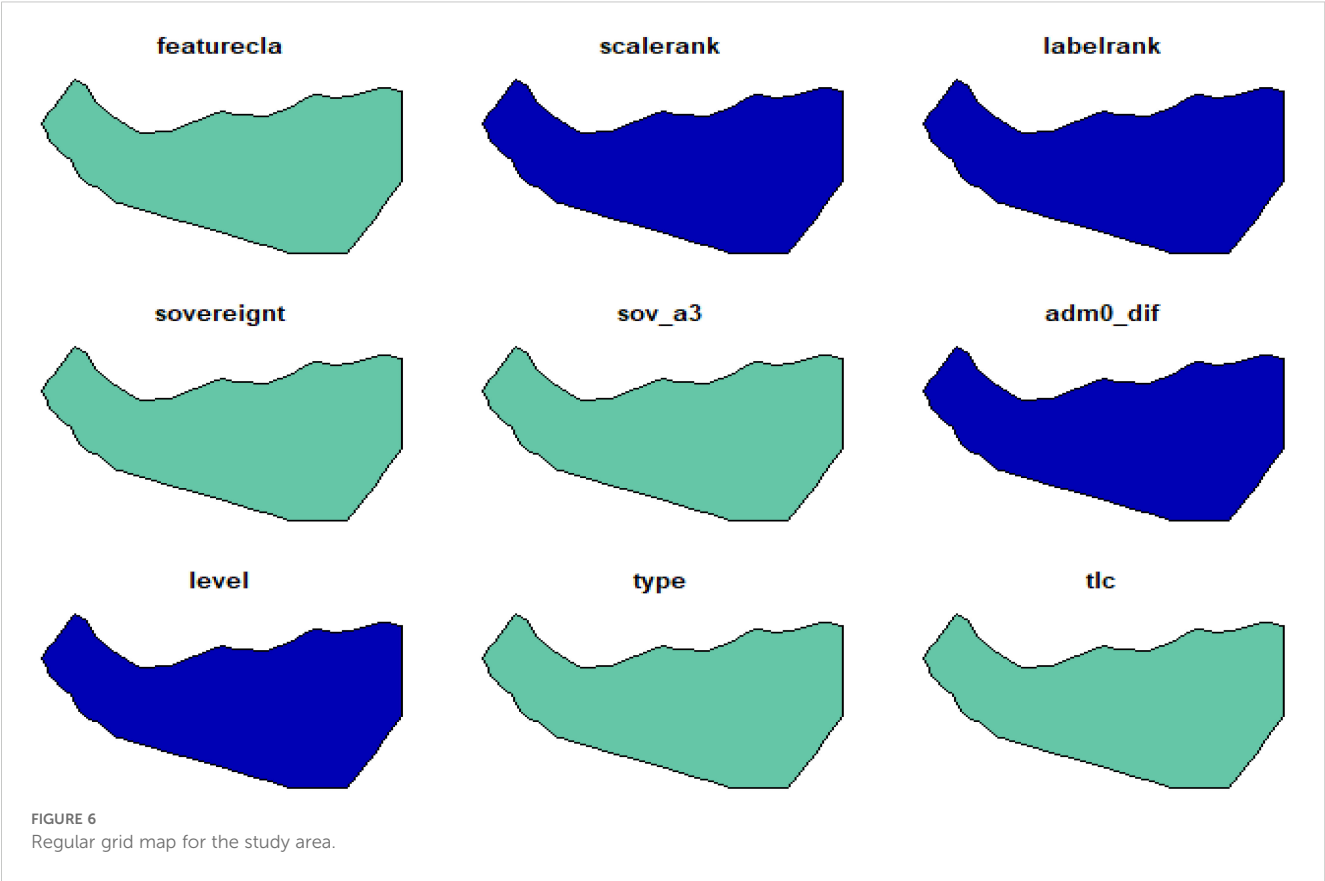 featurecla
scalerank
labelrank
sovereignt
sov_a3
adm0_dif
level
type
tlc
FIGURE 6
Regular grid map for the study area.